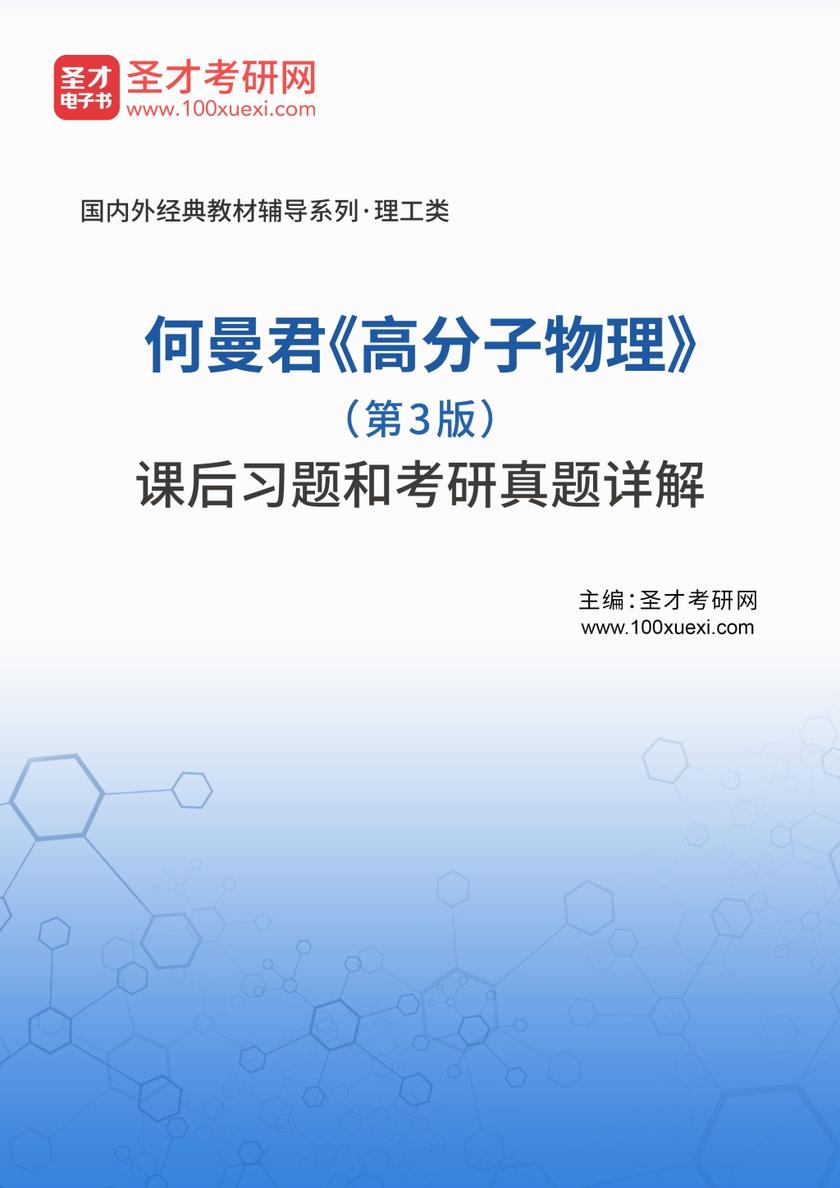 圣才
电子书
圣才考研网
www.100xuexi.com
国内外经典教材辅导系列·理工类
何曼君《高分子物理》
（第3版）
课后习题和考研真题详解
主编：圣才考研网
www.100xuexi.com